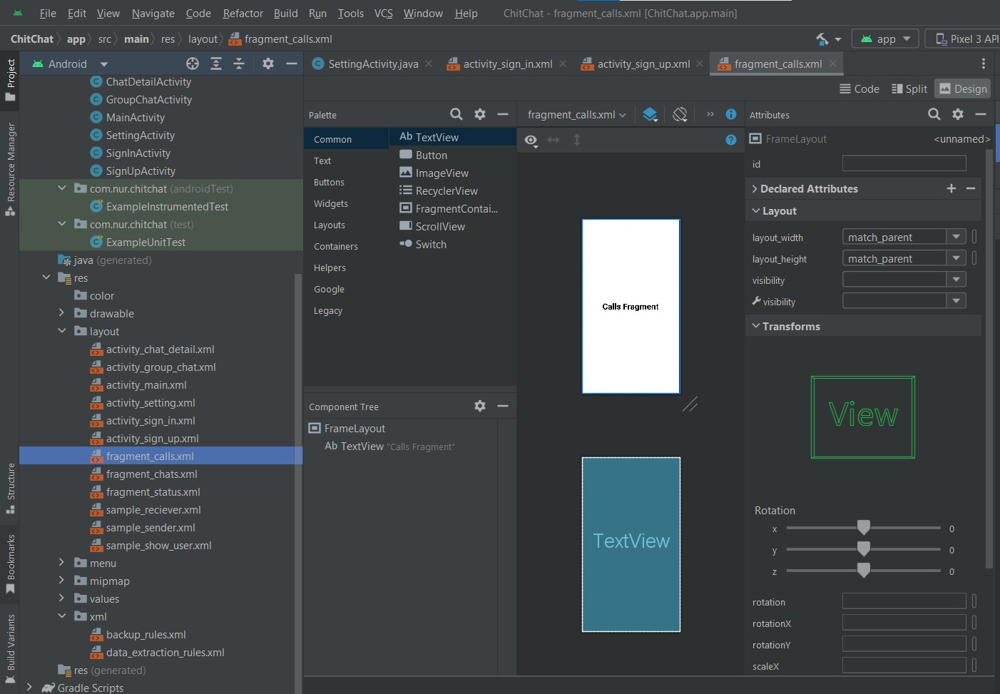 File Edit View Navigate Code Refactor Build Run Tools VCS Window Help ChitChat - fragment_calls.xml [ChitChat.app.main]
ChitChat app src main res layout fragment_calls.xml app Pixel 3 API
Project
Resource Manager
Structure
Bookmarks
Build Variants
Android
ChatDetailActivity
GroupChatActivity
MainActivity
SettingActivity
SignInActivity
SignUpActivity
com.nur.chitchat (androidTest)
ExampleInstrumentedTest
com.nur.chitchat (test)
ExampleUnitTest
java (generated)
res
color
drawable
layout
activity_chat_detail.xml
activity_group_chat.xml
activity_main.xml
activity_setting.xml
activity_sign_in.xml
activity_sign_up.xml
fragment_calls.xml
fragment_chats.xml
fragment_status.xml
sample_reciever.xml
sample_sender.xml
sample_show_user.xml
menu
mipmap
values
xml
backup_rules.xml
data_extraction_rules.xml
res (generated)
Gradle Scripts
SettingActivity.java activity_sign_in.xml activity_sign_up.xml fragment_calls.xml
Code Split Design
Palette
Common
Text
Buttons
Widgets
Layouts
Containers
Helpers
Google
Legacy
Ab TextView
Button
ImageView
RecyclerView
FragmentContai...
ScrollView
Switch
Component Tree
FrameLayout
Ab TextView "Calls Fragment"
fragment_calls.xml
Calls Fragment
TextView
Attributes
FrameLayout <unnamed>
id
Declared Attributes
Layout
layout_width match_parent
layout_height match_parent
visibility
visibility
Transforms
View
Rotation
x 0
y 0
z 0
rotation
rotationX
rotationY
scaleX